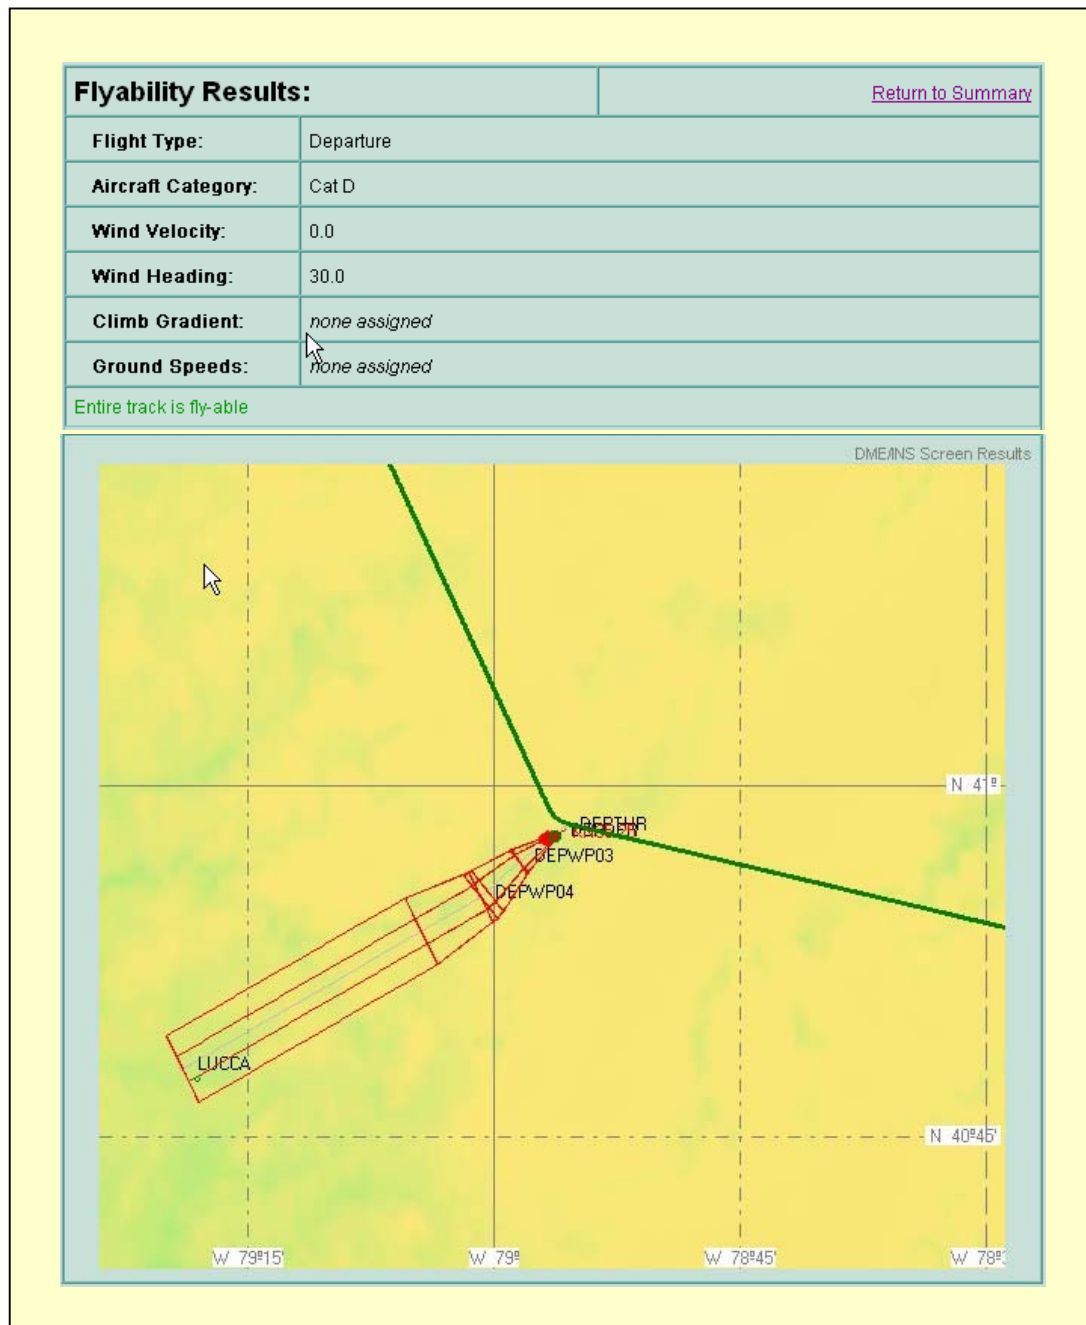 Flyability Results: Return to Summary
Flight Type: Departure
Aircraft Category: Cat D
Wind Velocity: 0.0
Wind Heading: 30.0
Climb Gradient: none assigned
Ground Speeds: none assigned
Entire track is fly-able
DME/INS Screen Results
N 41º
DEPWP03
DEPWP04
LUCCA
N 40º45'
W 79º15' W 79º W 78º45' W 78º